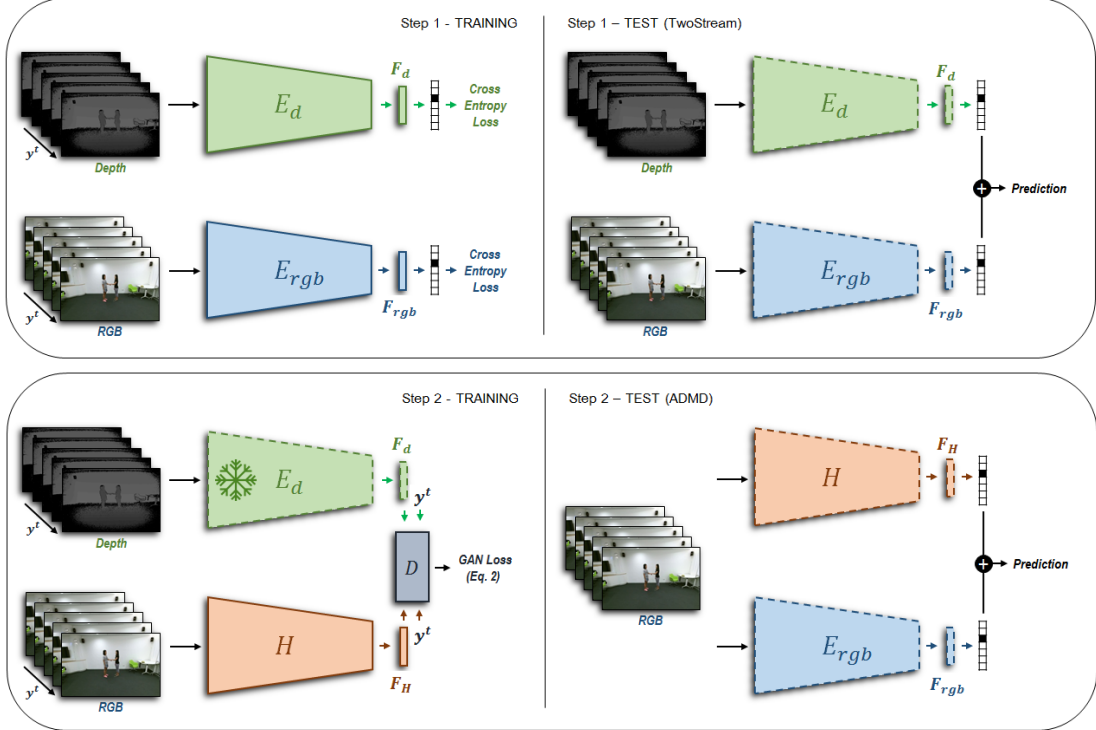 Step 1 - TRAINING
F_d
E_d
Cross
Entropy
Loss
y^t
Depth
E_rgb
Cross
Entropy
Loss
F_rgb
y^t
RGB
Step 1 – TEST (TwoStream)
F_d
E_d
Depth
+
Prediction
E_rgb
F_rgb
RGB
Step 2 - TRAINING
F_d
E_d
y^t
y^t
Depth
D
GAN Loss
(Eq. 2)
y^t
H
F_H
y^t
RGB
Step 2 – TEST (ADMD)
F_H
H
RGB
+
Prediction
E_rgb
F_rgb